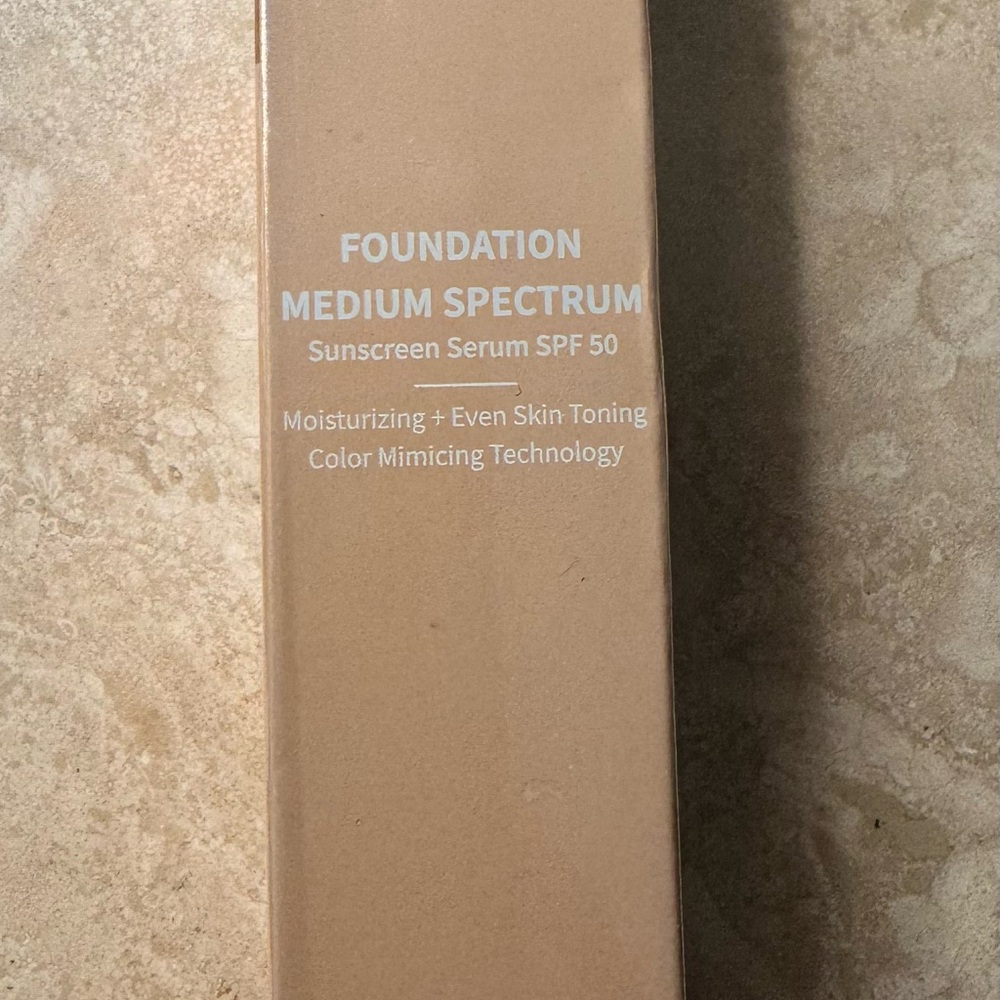 FOUNDATION
MEDIUM SPECTRUM
Sunscreen Serum SPF 50
Moisturizing + Even Skin Toning
Color Mimicing Technology